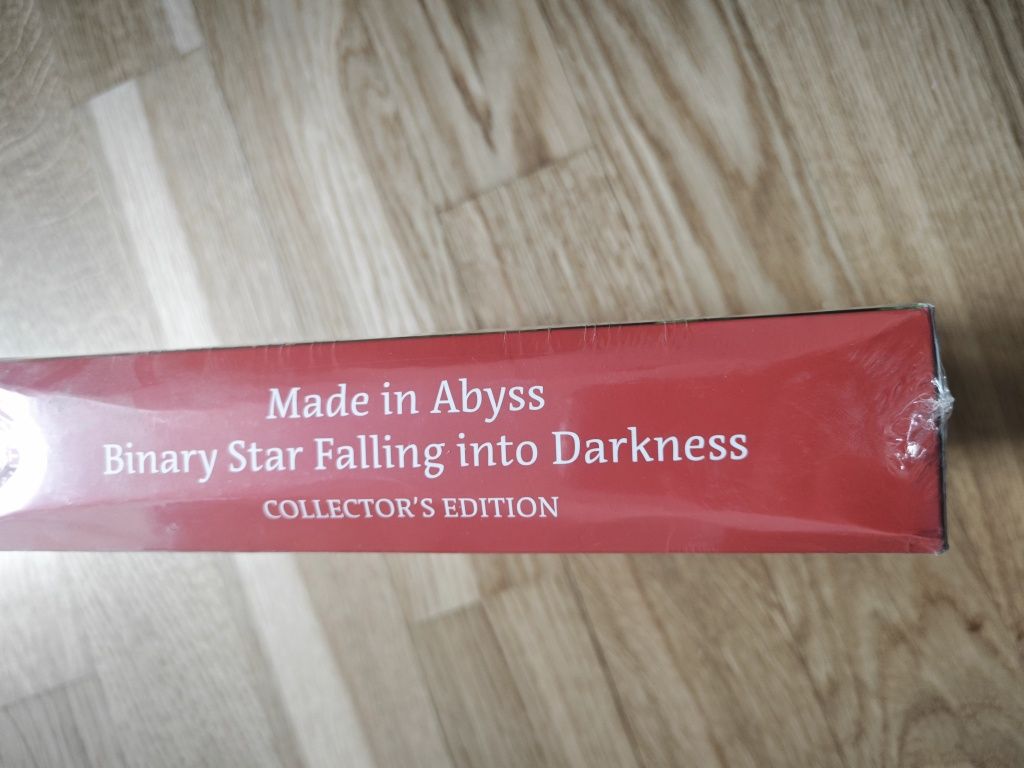 Made in Abyss
Binary Star Falling into Darkness
COLLECTOR'S EDITION